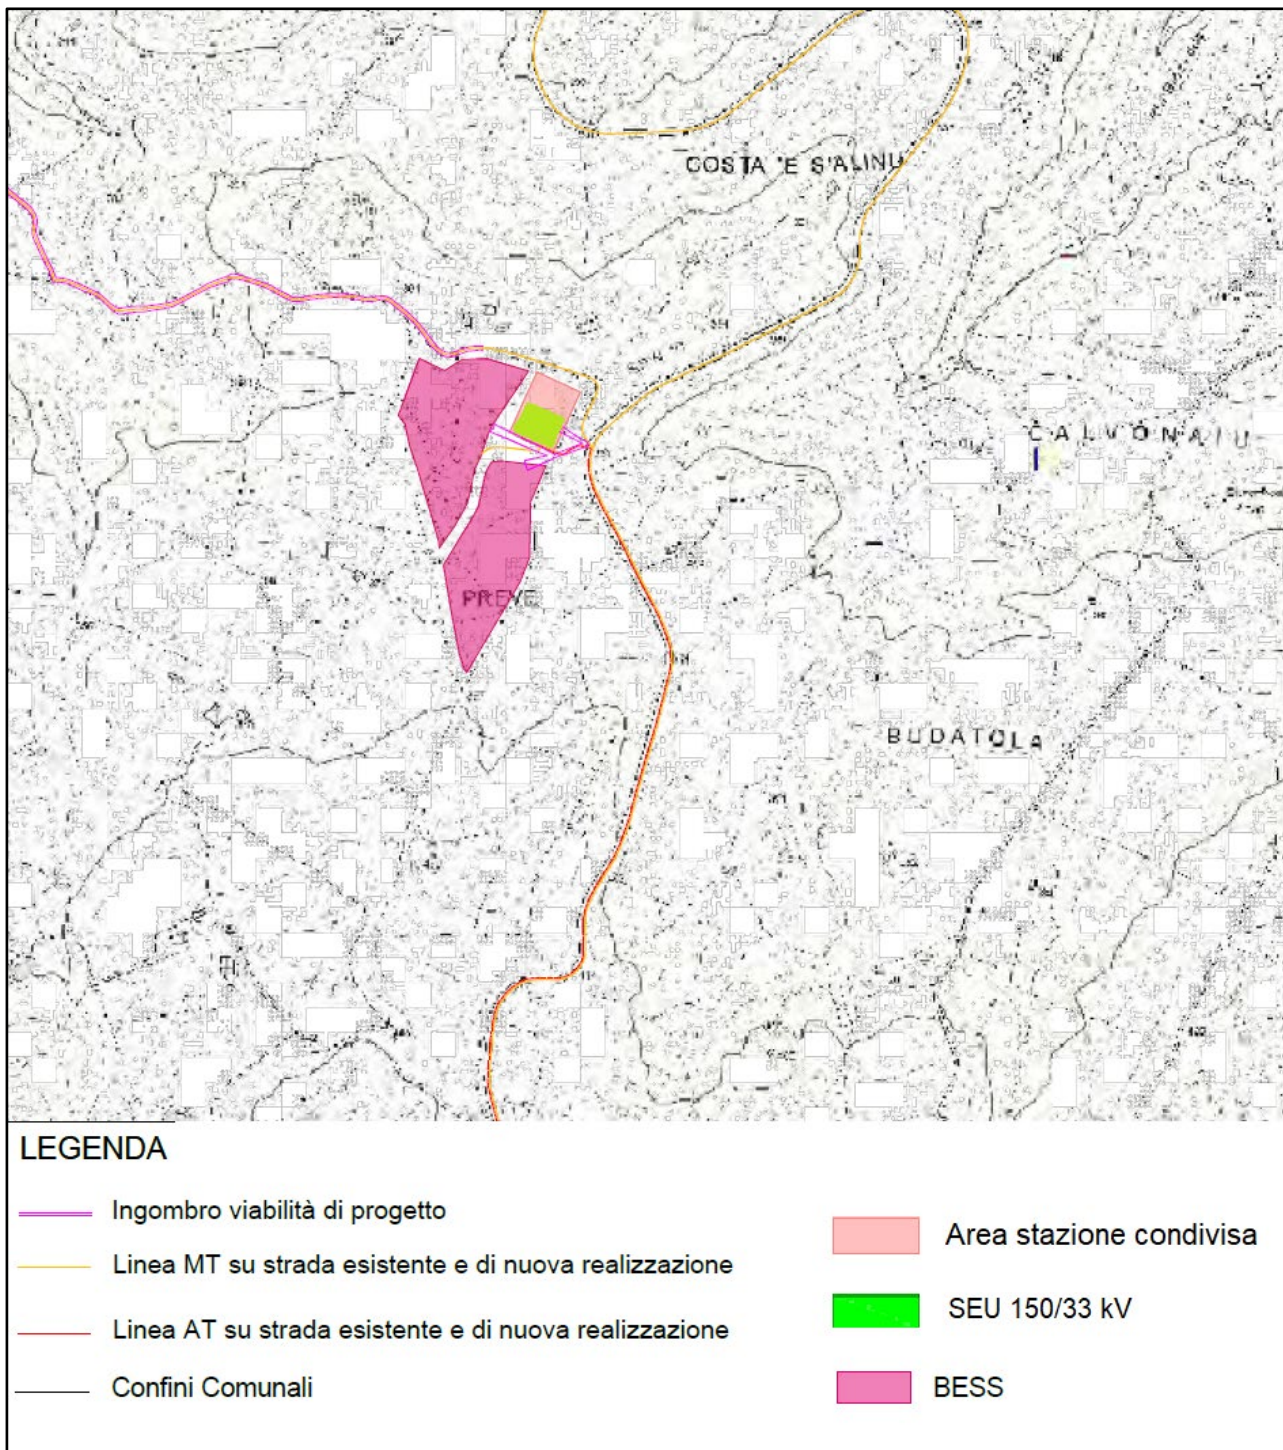 COSTA 'E S'ALINU
CALVONAIU
PREVE
BUDATOLA
LEGENDA
Ingombro viabilità di progetto
Linea MT su strada esistente e di nuova realizzazione
Linea AT su strada esistente e di nuova realizzazione
Confini Comunali
Area stazione condivisa
SEU 150/33 kV
BESS